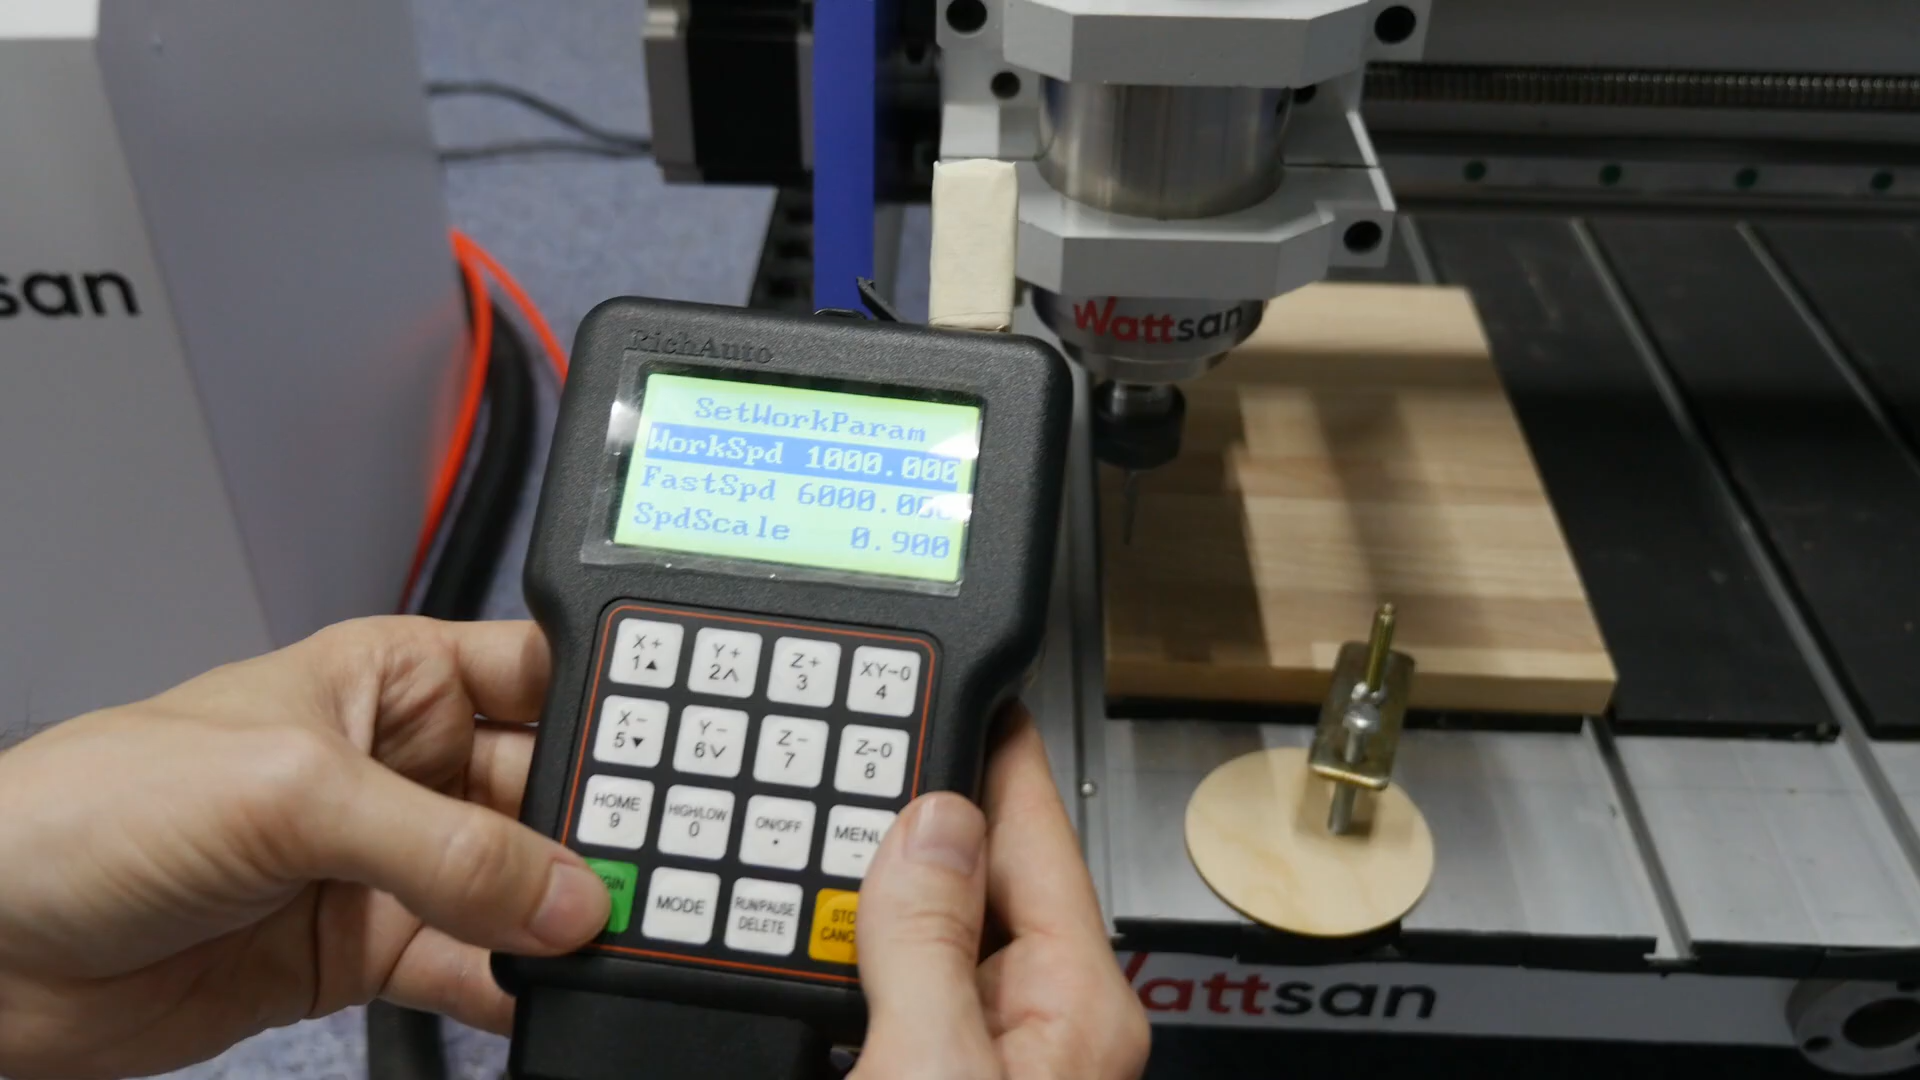 san
Wattsan
RichAuto
SetWorkParam
WorkSpd 1000.000
FastSpd 6000.000
SpdScale 0.900
X+ 1▲
Y+ 2∧
Z+ 3
XY-0 4
X- 5▼
Y- 6∨
Z- 7
Z-0 8
HOME 9
HIGH/LOW 0
ON/OFF •
MENU -
MODE
RUN/PAUSE DELETE
Wattsan